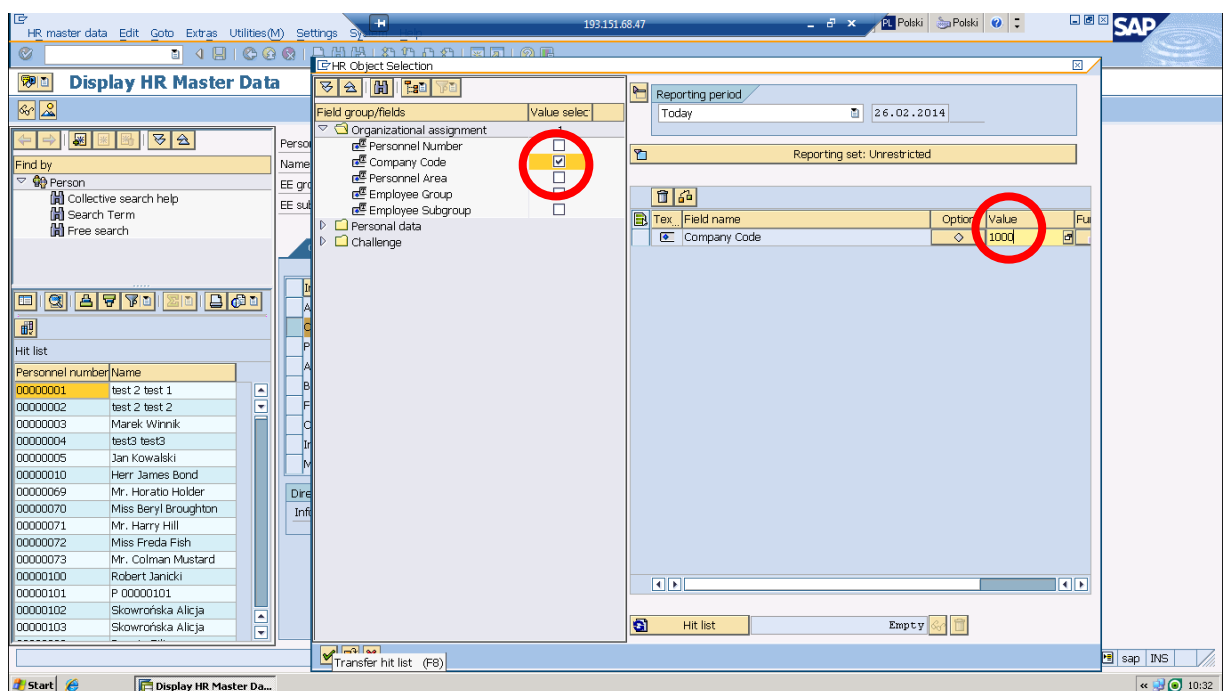 193.151.68.47
PL Polski Polski
HR master data Edit Goto Extras Utilities(M) Settings
SAP
Display HR Master Data
Find by
Person
Collective search help
Search Term
Free search
Hit list
Personnel number Name
00000001 test 2 test 1
00000002 test 2 test 2
00000003 Marek Winnik
00000004 test3 test3
00000005 Jan Kowalski
00000010 Herr James Bond
00000069 Mr. Horatio Holder
00000070 Miss Beryl Broughton
00000071 Mr. Harry Hill
00000072 Miss Freda Fish
00000073 Mr. Colman Mustard
00000100 Robert Janicki
00000101 P 00000101
00000102 Skowrońska Alicja
00000103 Skowrońska Alicja
Name
HR Object Selection
Field group/fields Value selec
Organizational assignment
Personnel Number
Company Code
Personnel Area
Employee Group
Employee Subgroup
Personal data
Challenge
Reporting period
Today 26.02.2014
Reporting set: Unrestricted
Tex... Field name Option Value Fu
Company Code 1000
Hit list Empty
Transfer hit list (F8)
sap INS
Start Display HR Master Da... 10:32